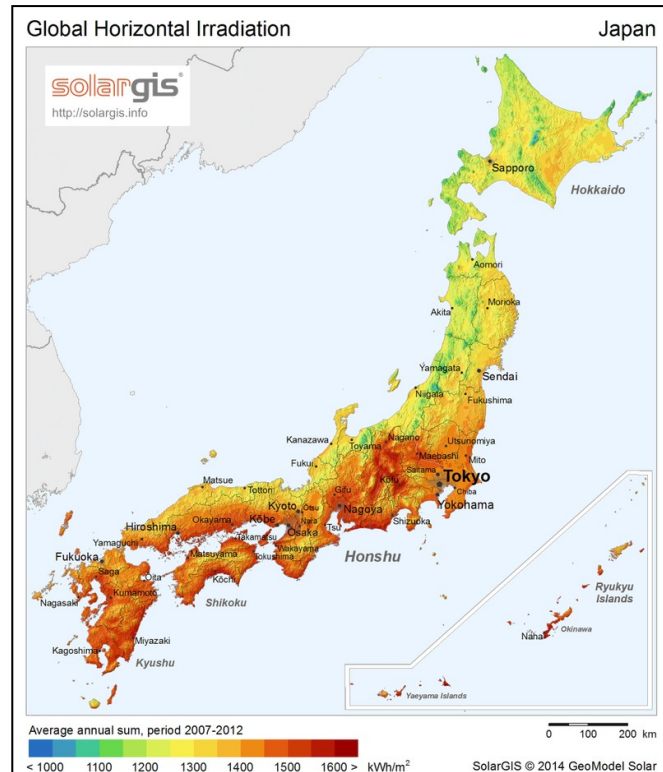 Global Horizontal Irradiation
Japan
solargis
http://solargis.info
Sapporo
Hokkaido
Aomori
Akita
Morioka
Yamagata
Sendai
Niigata
Fukushima
Kanazawa
Toyama
Nagano
Utsunomiya
Maebashi
Mito
Fukui
Saitama
Tokyo
Matsue
Tottori
Kofu
Chiba
Gifu
Yokohama
Kyoto
Otsu
Nagoya
Okayama
Kōbe
Nara
Shizuoka
Hiroshima
Osaka
Tsu
Yamaguchi
Takamatsu
Wakayama
Honshu
Fukuoka
Matsuyama
Tokushima
Saga
Oita
Kōchi
Ryukyu
Islands
Nagasaki
Kumamoto
Shikoku
Okinawa
Naha
Miyazaki
Kagoshima
Kyushu
Yaeyama Islands
Average annual sum, period 2007-2012
0 100 200 km
< 1000 1100 1200 1300 1400 1500 1600 > kWh/m²
SolarGIS © 2014 GeoModel Solar